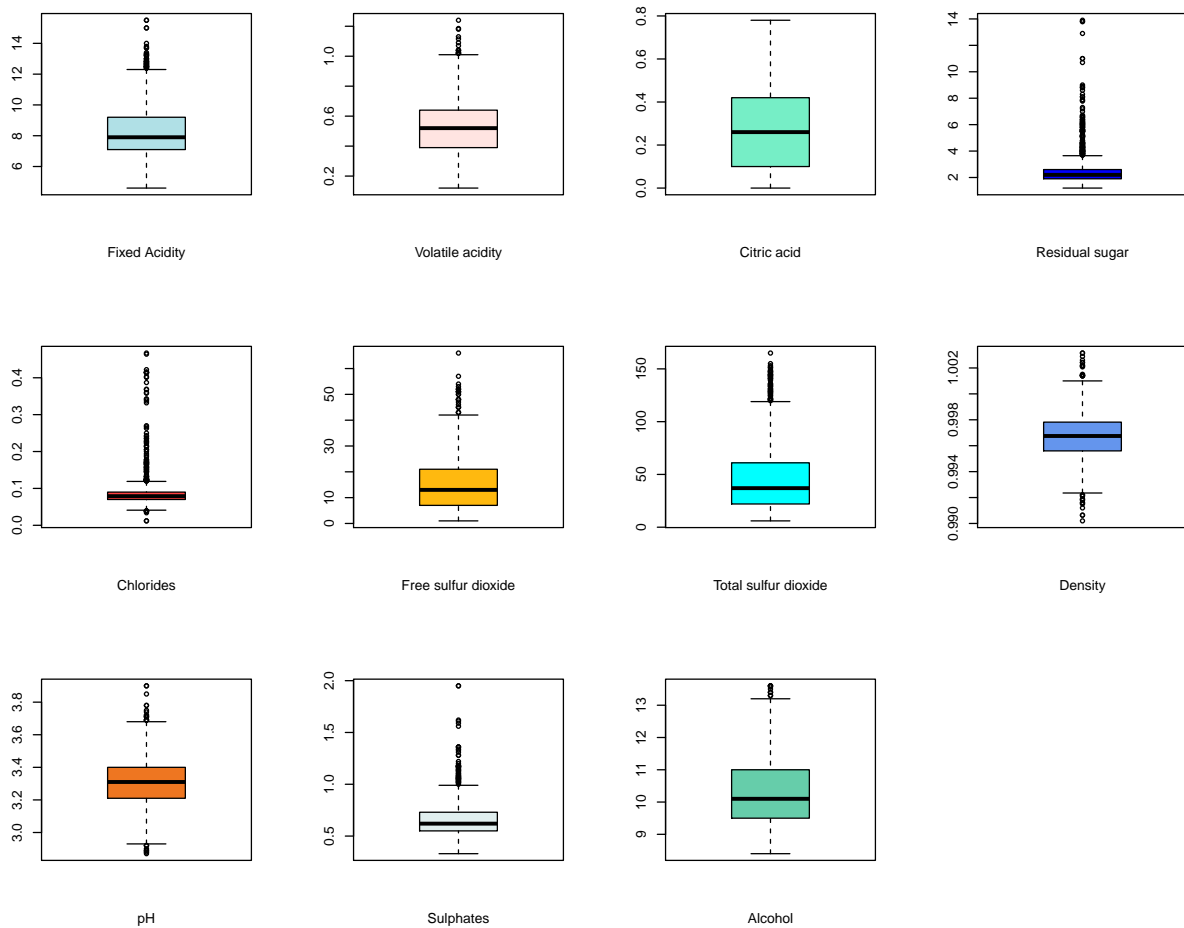 6 8 10 12 14
Fixed Acidity
0.2 0.6 1.0
Volatile acidity
0.0 0.2 0.4 0.6 0.8
Citric acid
2 4 6 8 10 14
Residual sugar
0.0 0.1 0.2 0.3 0.4
Chlorides
0 10 30 50
Free sulfur dioxide
0 50 100 150
Total sulfur dioxide
0.990 0.994 0.998 1.002
Density
3.0 3.2 3.4 3.6 3.8
pH
0.5 1.0 1.5 2.0
Sulphates
9 10 11 12 13
Alcohol